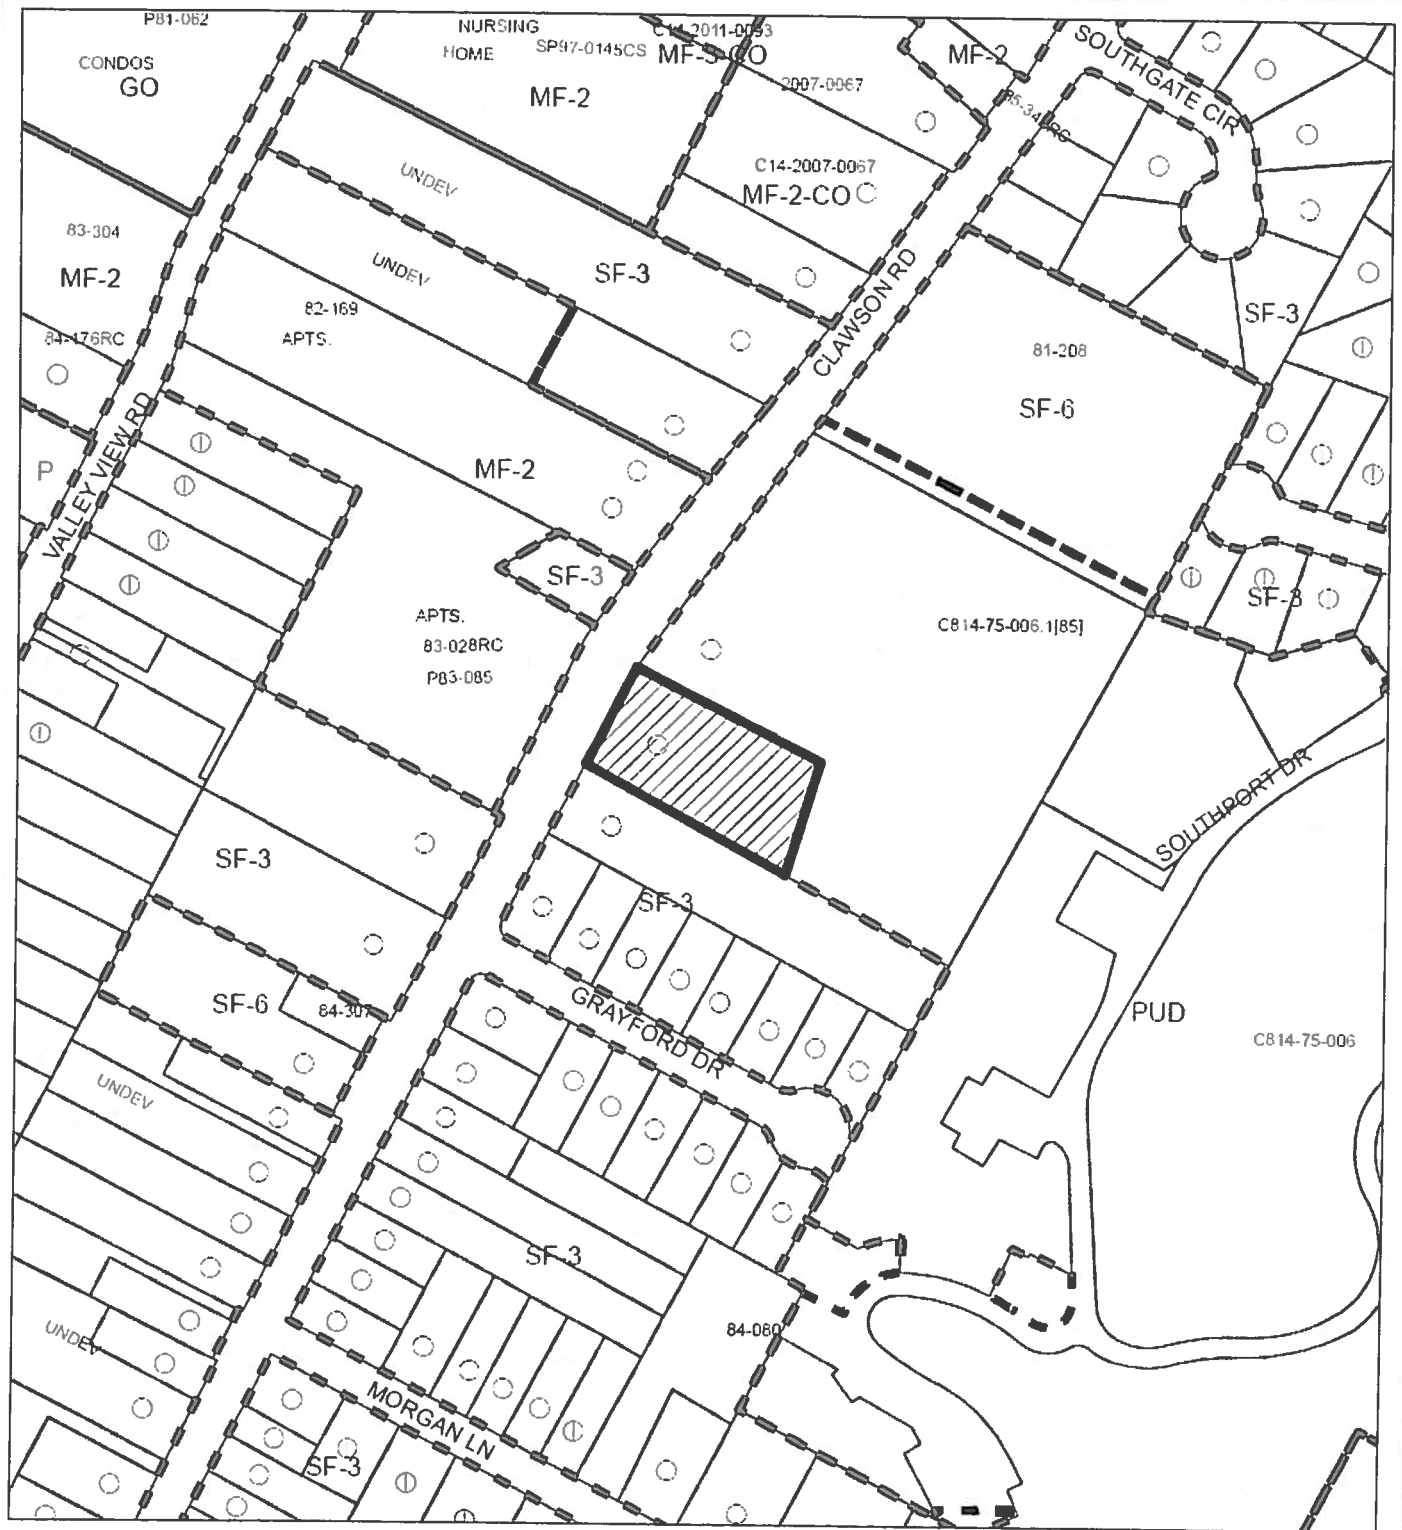 P81-062
NURSING
HOME
SP97-0145CS
C14-2011-0093
MF-3-CO
MF-2
SOUTHGATE CIR
CONDOS
GO
MF-2
2007-0067
UNDEV
C14-2007-0067
MF-2-CO
83-304
MF-2
UNDEV
SF-3
CLAWSON RD
SF-3
82-169
APTS.
84-176RC
81-208
SF-6
VALLEY VIEW RD
P
MF-2
SF-3
SF-3
APTS.
83-028RC
P83-085
C814-75-006.1[85]
SOUTHPORT DR
SF-3
SF-3
SF-6
84-307
GRAYFORD DR
PUD
C814-75-006
UNDEV
SF-3
UNDEV
84-080
MORGAN LN
SF-3